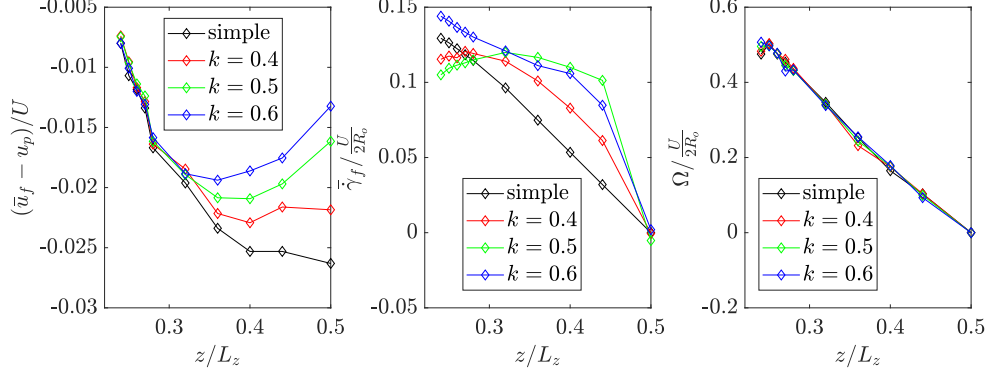 -0.005
-0.01
-0.015
-0.02
-0.025
-0.03
0.3
0.4
0.5
z/L_z
(u̅_f − u_p)/U
simple
k = 0.4
k = 0.5
k = 0.6
0.15
0.1
0.05
0
-0.05
0.3
0.4
0.5
z/L_z
γ̅̇_f / U/2R_o
simple
k = 0.4
k = 0.5
k = 0.6
0.6
0.4
0.2
0
-0.2
0.3
0.4
0.5
z/L_z
Ω/ U/2R_o
simple
k = 0.4
k = 0.5
k = 0.6